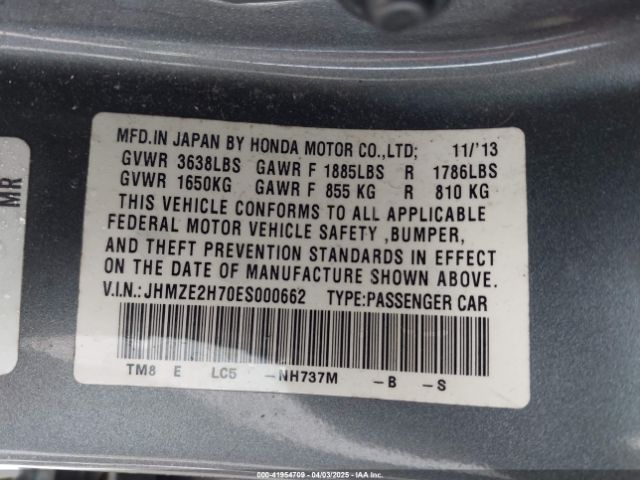 MFD.IN JAPAN BY HONDA MOTOR CO.,LTD; 11/'13
GVWR 3638LBS GAWR F 1885LBS R 1786LBS
GVWR 1650KG GAWR F 855 KG R 810 KG
THIS VEHICLE CONFORMS TO ALL APPLICABLE
FEDERAL MOTOR VEHICLE SAFETY ,BUMPER,
AND THEFT PREVENTION STANDARDS IN EFFECT
ON THE DATE OF MANUFACTURE SHOWN ABOVE.
V.I.N.: JHMZE2H70ES000662 TYPE:PASSENGER CAR
TM8 E LC5 -NH737M -B -S
MR
00-41954709 - 04/03/2025 - IAA Inc.